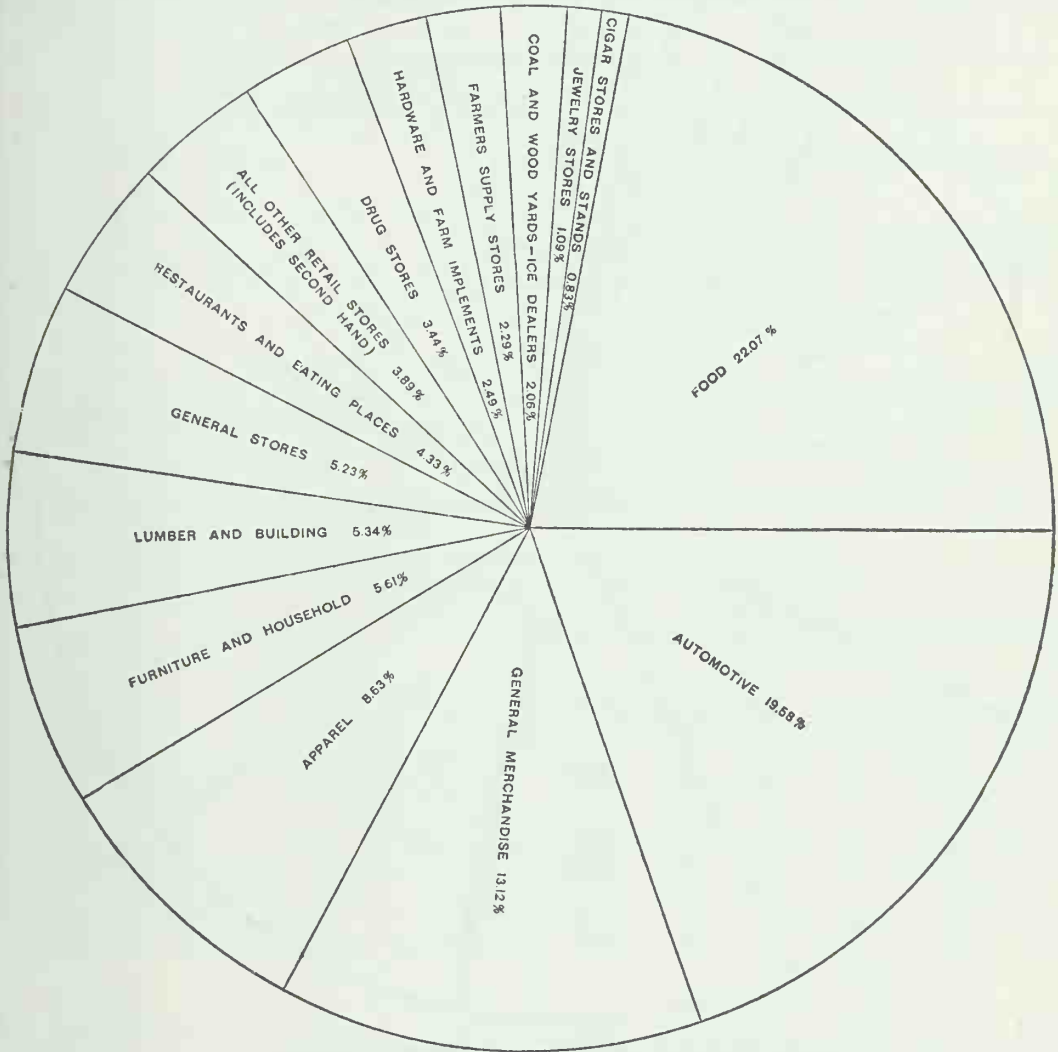 FOOD 22.07%
AUTOMOTIVE 19.58%
GENERAL MERCHANDISE 13.12%
APPAREL 8.63%
FURNITURE AND HOUSEHOLD 5.61%
LUMBER AND BUILDING 5.34%
GENERAL STORES 5.23%
RESTAURANTS AND EATING PLACES 4.33%
ALL OTHER RETAIL STORES 3.89%
(INCLUDES SECOND HAND)
DRUG STORES 3.44%
HARDWARE AND FARM IMPLEMENTS 2.49%
FARMERS SUPPLY STORES 2.29%
COAL AND WOOD YARDS-ICE DEALERS 2.06%
JEWELRY STORES 1.09%
CIGAR STORES AND STANDS 0.83%